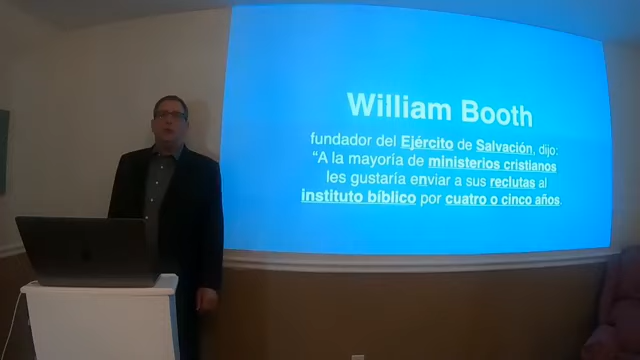 William Booth
fundador del Ejército de Salvación, dijo:
“A la mayoría de ministerios cristianos
les gustaría enviar a sus reclutas al
instituto bíblico por cuatro o cinco años.